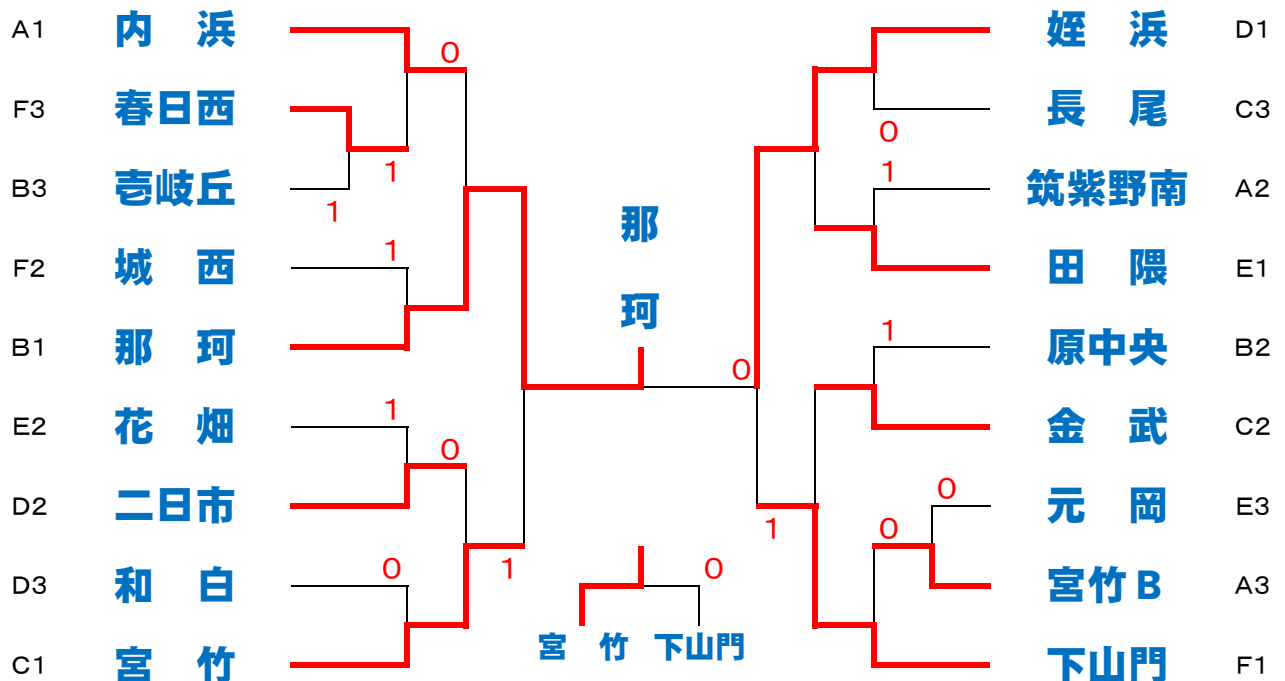 A1 内 浜
0
F3 春日西
1
B3 壱岐丘
1
F2 城 西
1
B1 那 珂
E2 花 畑
1
0
D2 二日市
D3 和 白
0
1
C1 宮 竹
那
珂
0
宮 竹 下山門
0
姪 浜 D1
長 尾 C3
0
1
筑紫野南 A2
田 隈 E1
1
原中央 B2
金 武 C2
0
元 岡 E3
1
0
宮竹B A3
下山門 F1